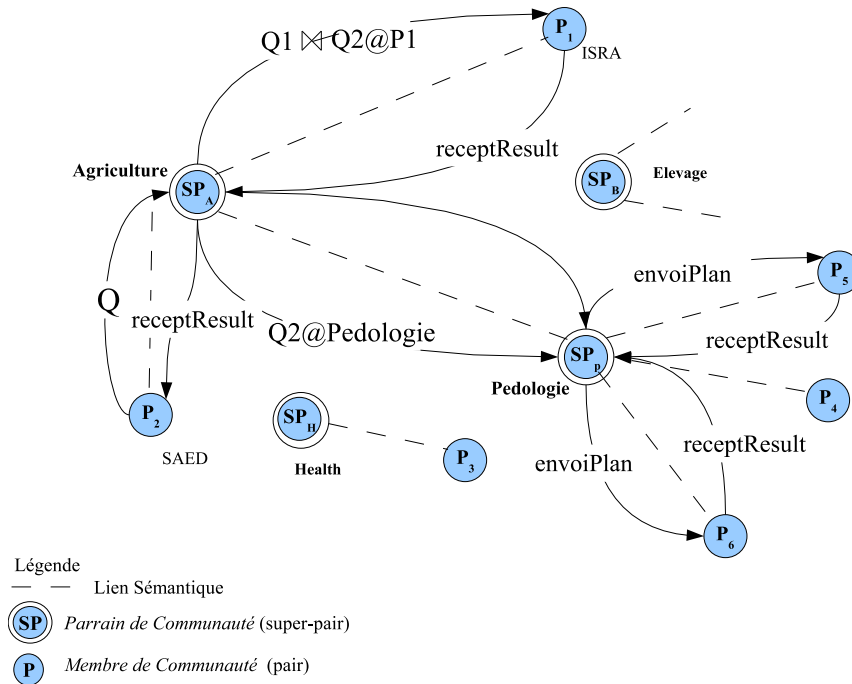 Q1 ⋈ Q2@P1
P1
ISRA
receptResult
Agriculture
SPA
SPB
Elevage
envoiPlan
P5
Q
receptResult
Q2@Pedologie
receptResult
SPp
Pedologie
P4
P2
SAED
SPH
Health
P3
envoiPlan
receptResult
P6
Légende
Lien Sémantique
SP Parrain de Communauté (super-pair)
P Membre de Communauté (pair)